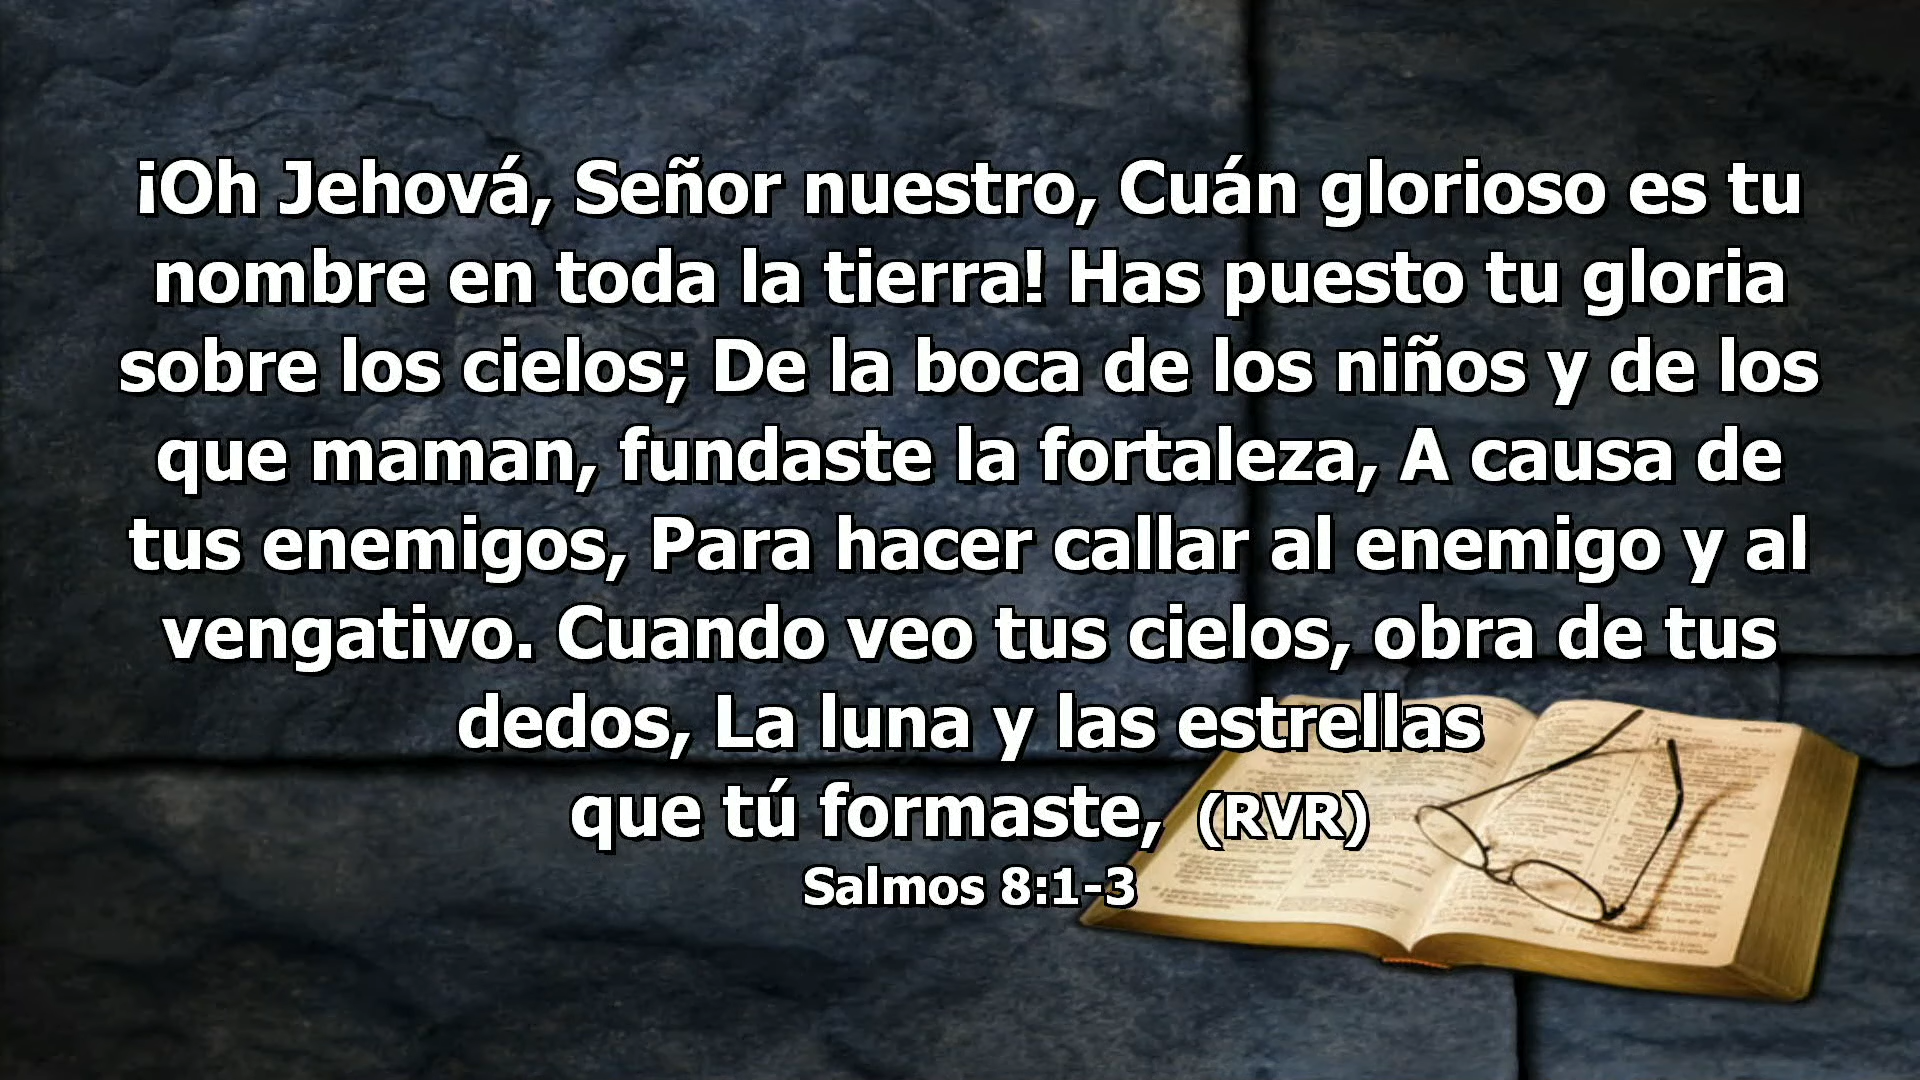 ¡Oh Jehová, Señor nuestro, Cuán glorioso es tu
nombre en toda la tierra! Has puesto tu gloria
sobre los cielos; De la boca de los niños y de los
que maman, fundaste la fortaleza, A causa de
tus enemigos, Para hacer callar al enemigo y al
vengativo. Cuando veo tus cielos, obra de tus
dedos, La luna y las estrellas
que tú formaste, (RVR)
Salmos 8:1-3